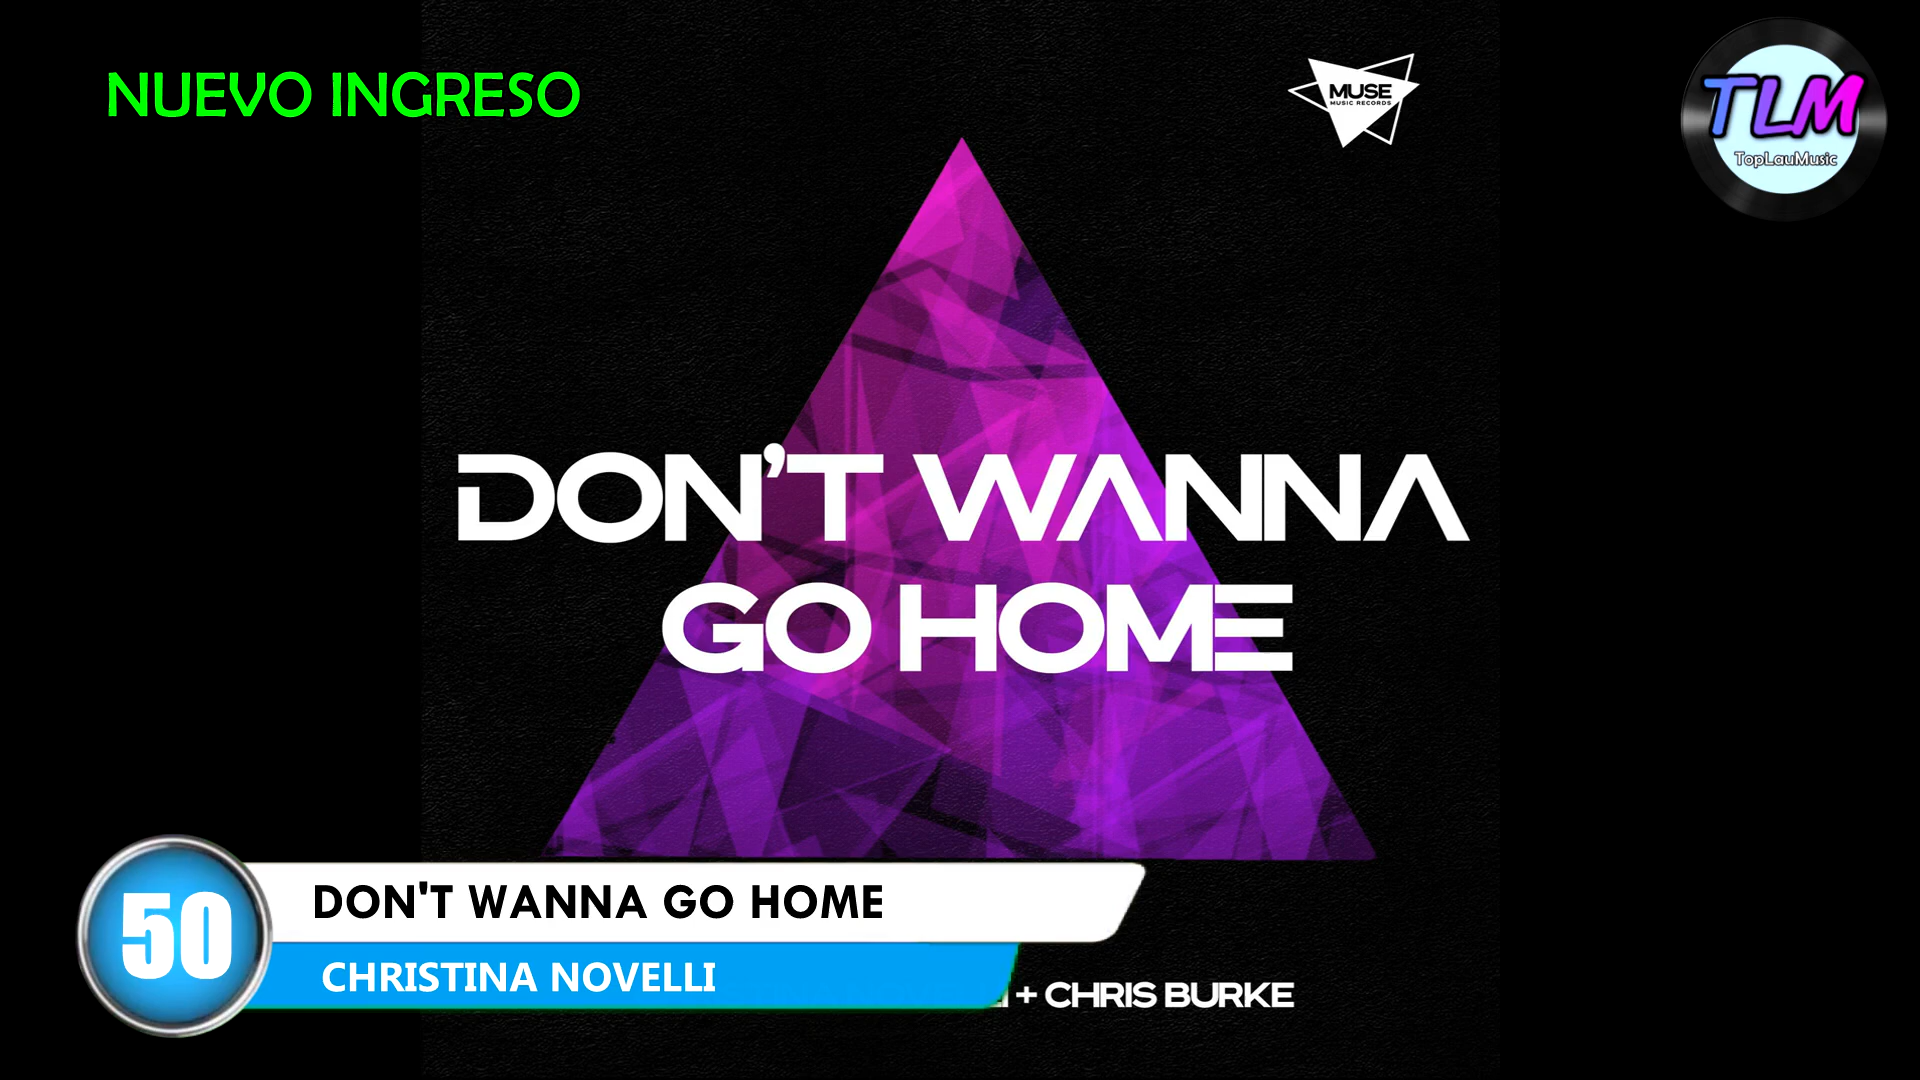 NUEVO INGRESO
MUSE
MUSIC RECORDS
TLM
TopLauMusic
DON'T WANNA
GO HOME
50
DON'T WANNA GO HOME
CHRISTINA NOVELLI
+ CHRIS BURKE